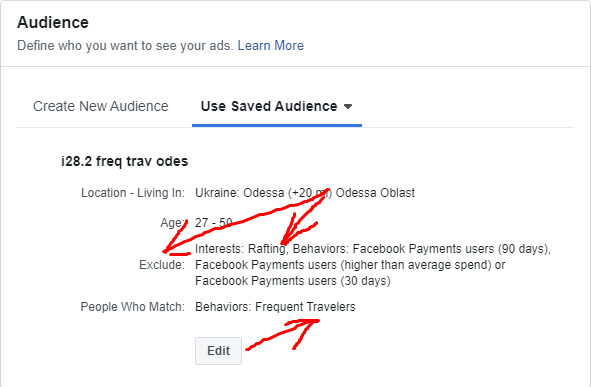 Audience
Define who you want to see your ads. Learn More
Create New Audience
Use Saved Audience
i28.2 freq trav odes
Location - Living In: Ukraine: Odessa (+20 mi) Odessa Oblast
Age: 27 - 50
Exclude: Interests: Rafting, Behaviors: Facebook Payments users (90 days),
Facebook Payments users (higher than average spend) or
Facebook Payments users (30 days)
People Who Match: Behaviors: Frequent Travelers
Edit